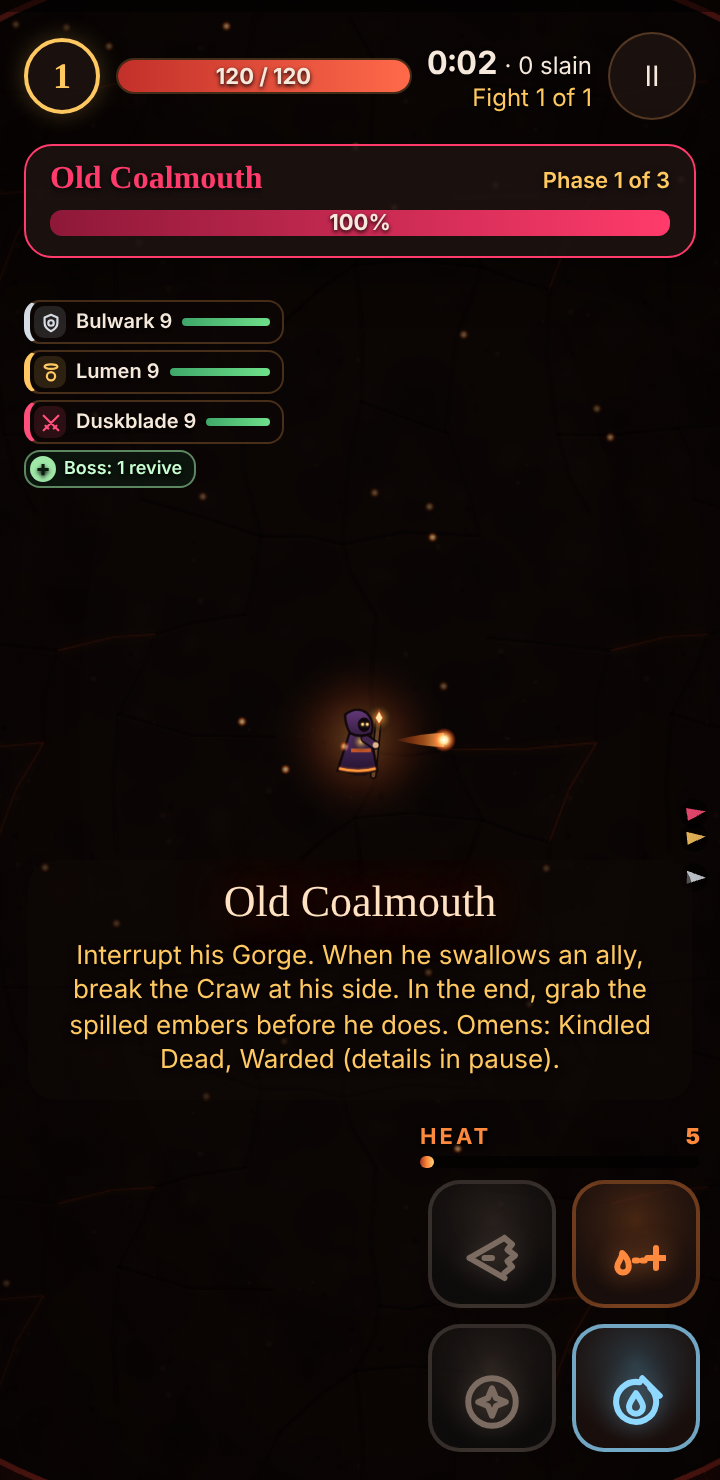 1
120 / 120
0:02 · 0 slain
Fight 1 of 1
Old Coalmouth
Phase 1 of 3
100%
Bulwark 9
Lumen 9
Duskblade 9
Boss: 1 revive
Old Coalmouth
Interrupt his Gorge. When he swallows an ally,
break the Craw at his side. In the end, grab the
spilled embers before he does. Omens: Kindled
Dead, Warded (details in pause).
HEAT 5